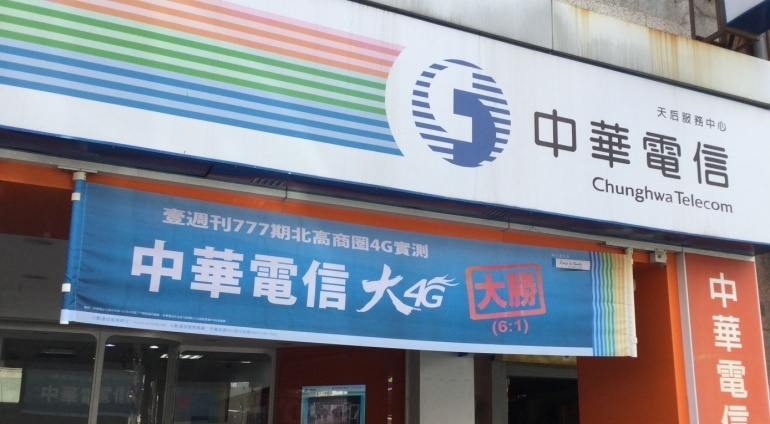 天后服務中心
中華電信
Chunghwa Telecom
壹週刊777期北高商圈4G實測
中華電信 大4G 大勝
(6:1)
中華電信